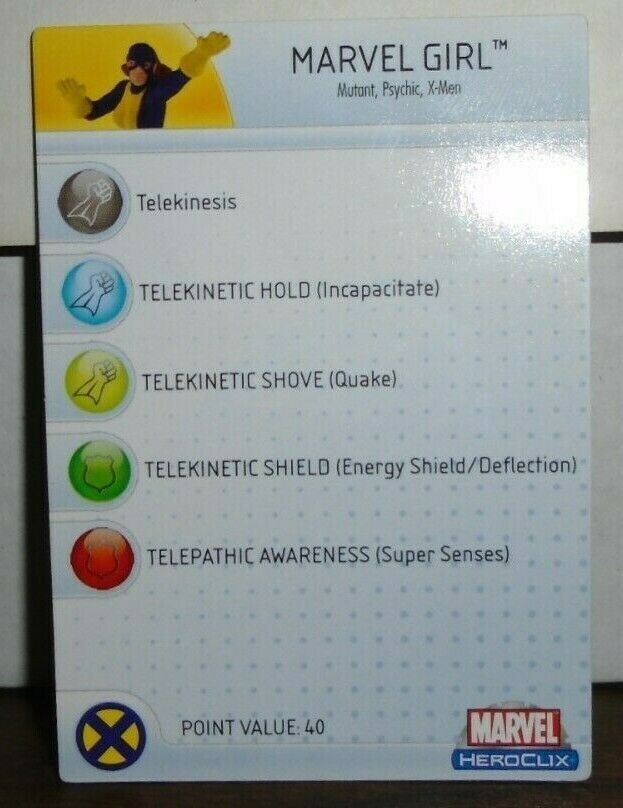 MARVEL GIRL™
Mutant, Psychic, X-Men
Telekinesis
TELEKINETIC HOLD (Incapacitate)
TELEKINETIC SHOVE (Quake)
TELEKINETIC SHIELD (Energy Shield/Deflection)
TELEPATHIC AWARENESS (Super Senses)
POINT VALUE: 40
MARVEL
HEROCLIX